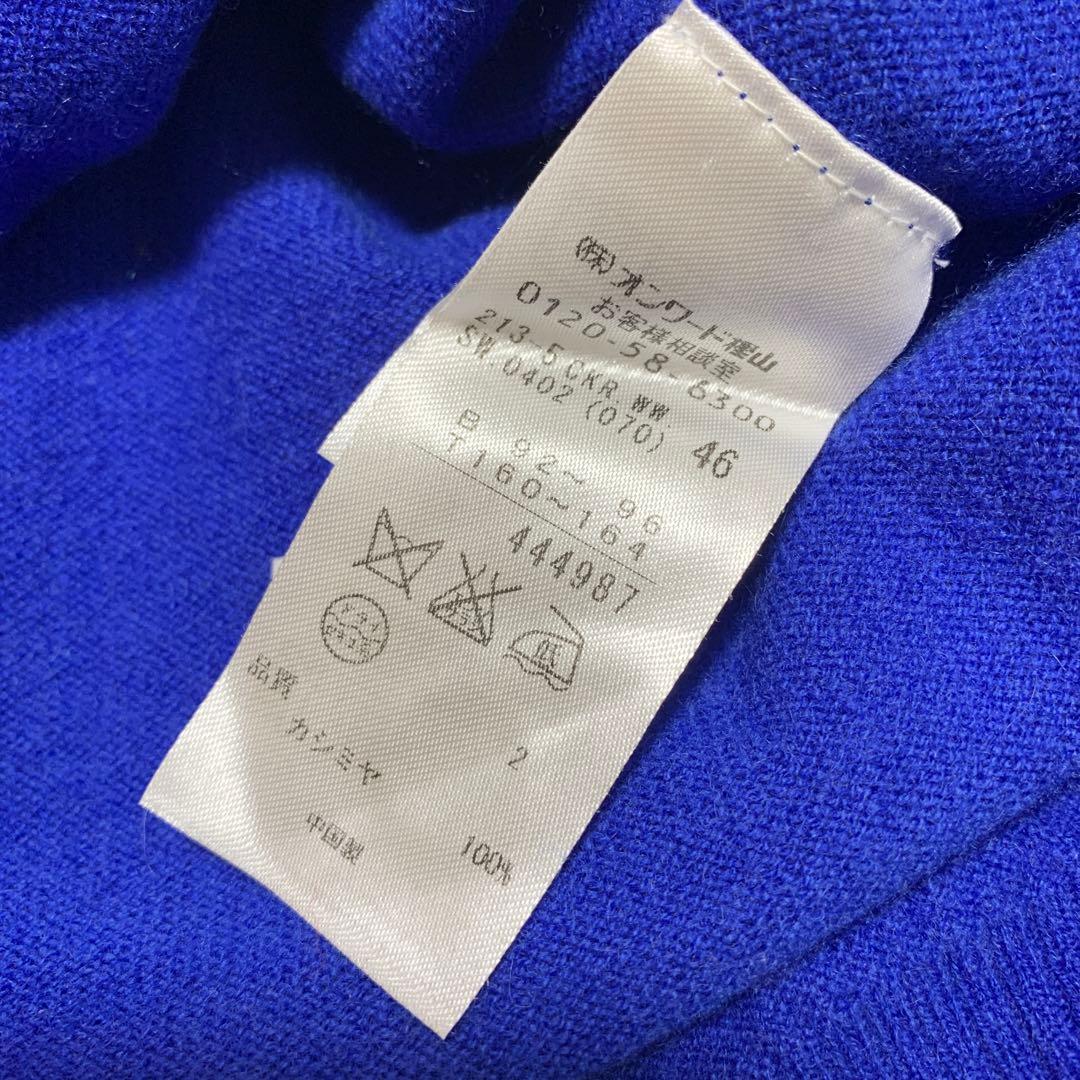 (株)オンワード樫山
お客様相談室
0120-58-6300
213-5 CKR.WW.
SW.0402(070) 46
B 92〜 96
T160〜164
444987
品質 2
カシミヤ 100%
中国製